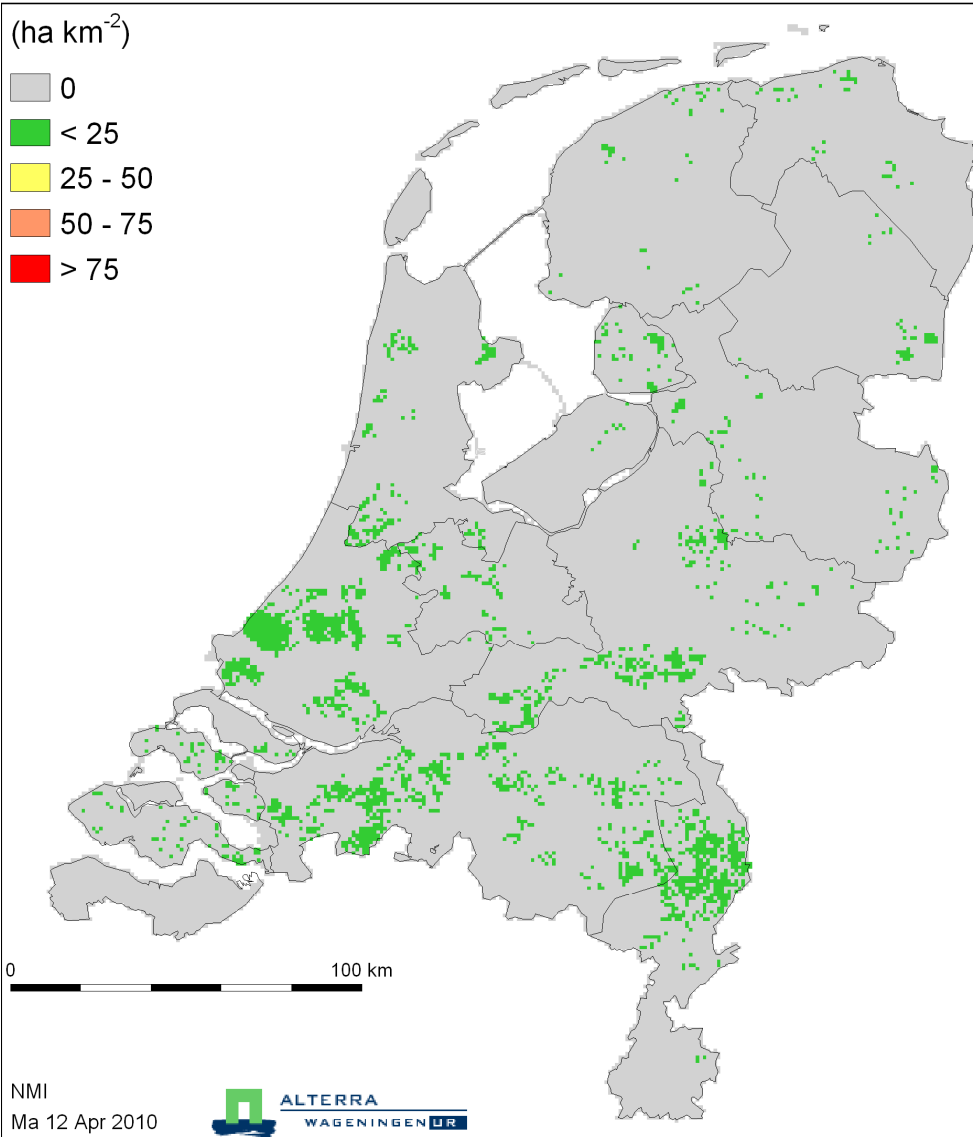 (ha km-2)
0
< 25
25 - 50
50 - 75
> 75
0 100 km
NMI
Ma 12 Apr 2010
ALTERRA
WAGENINGEN UR